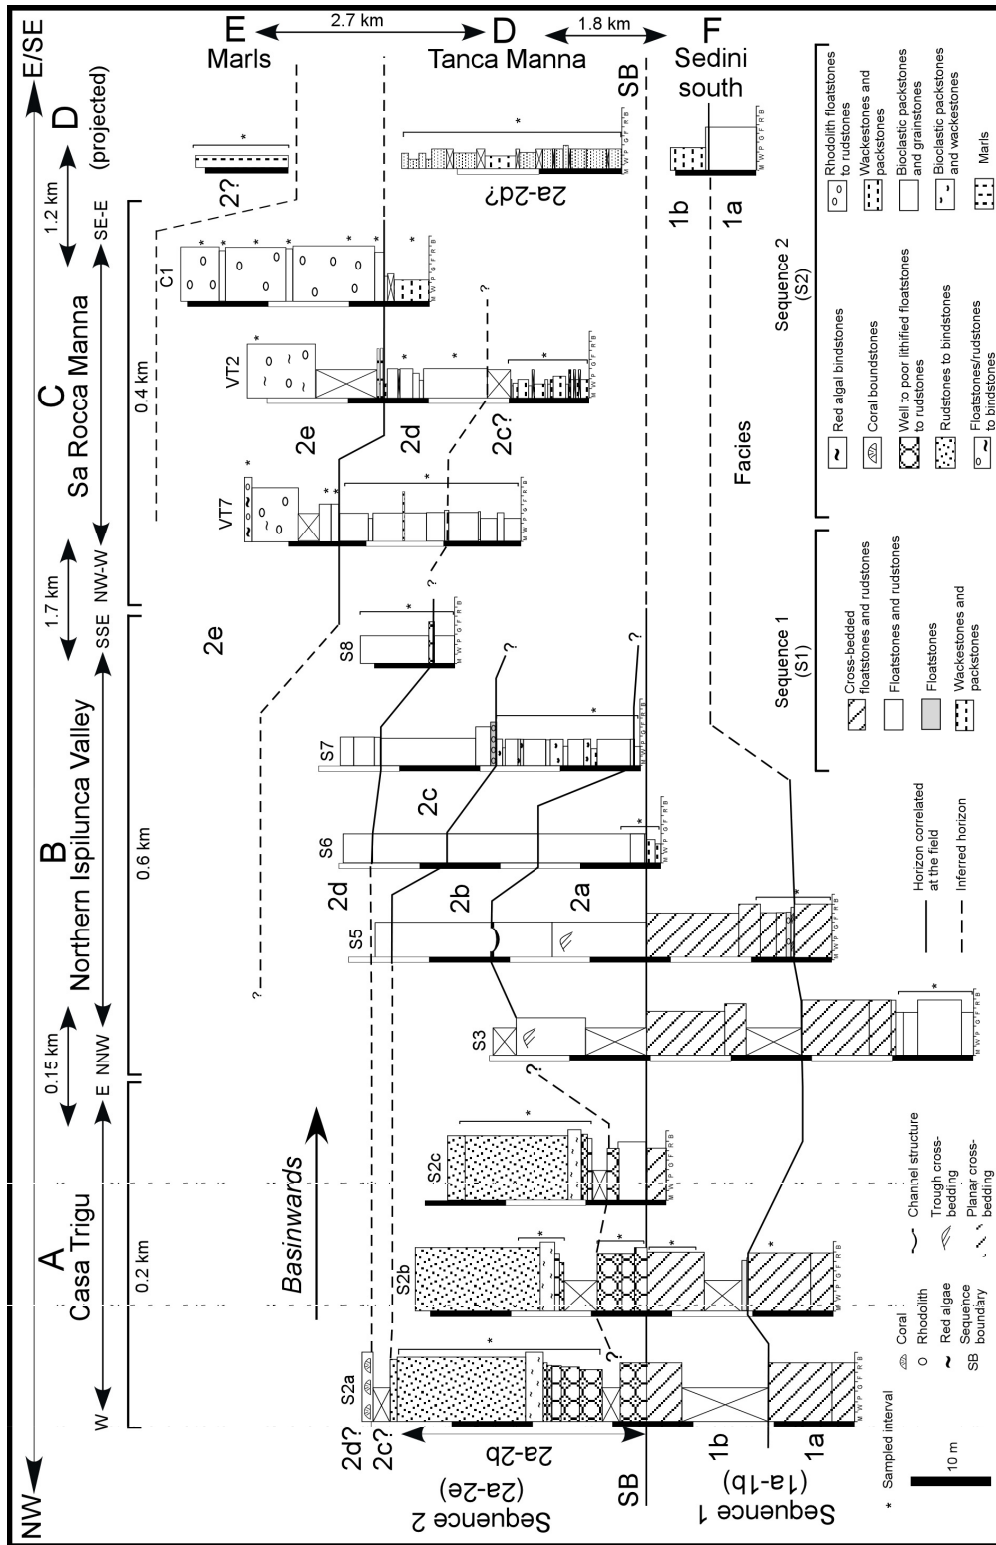 NW
E/SE
A
Casa Trigu
B
Northern Ispilunca Valley
C
Sa Rocca Manna
D
(projected)
0.15 km
1.7 km
1.2 km
W
E
NNW
SSE
NW-W
SE-E
0.2 km
0.6 km
0.4 km
Basinwards
E
Marls
2.7 km
D
Tanca Manna
1.8 km
F
Sedini
south
S2a
S2b
S2c
S3
S5
S6
S7
S8
VT7
VT2
C1
2d?
2c?
2a-2b
Sequence 2
(2a-2e)
SB
1b
1a
Sequence 1
(1a-1b)
2d
2b
2a
2c
2e
2e
2d
2c?
2?
2a-2d?
SB
1b
1a
?
?
?
?
?
?
?
M W P G F R B
* Sampled interval
10 m
Coral
Rhodolith
Red algae
SB Sequence
boundary
Channel structure
Trough cross-
bedding
Planar cross-
bedding
Horizon correlated
at the field
Inferred horizon
Facies
Sequence 1
(S1)
Cross-bedded
floatstones and rudstones
Floatstones and rudstones
Floatstones
Wackestones and
packstones
Sequence 2
(S2)
Red algal bindstones
Coral boundstones
Well to poor lithified floatstones
to rudstones
Rudstones to bindstones
Floatstones/rudstones
to bindstones
Rhodolith floatstones
to rudstones
Wackestones and
packstones
Bioclastic packstones
and grainstones
Bioclastic packstones
and wackestones
Marls